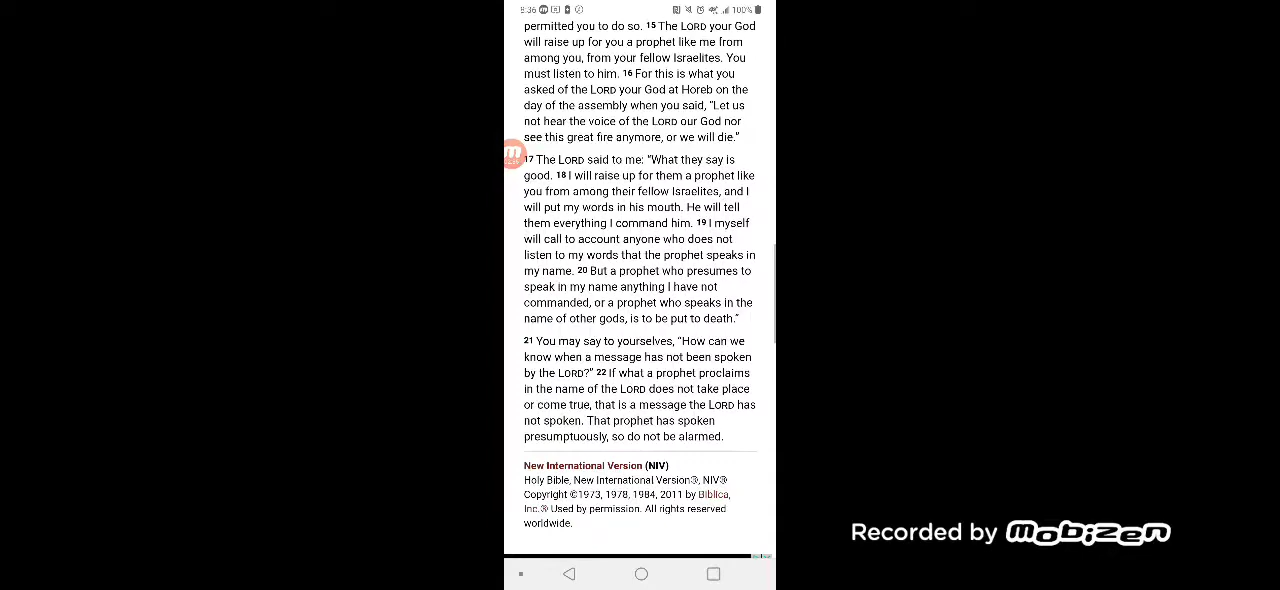 8:36 100%
permitted you to do so. 15 The LORD your God
will raise up for you a prophet like me from
among you, from your fellow Israelites. You
must listen to him. 16 For this is what you
asked of the LORD your God at Horeb on the
day of the assembly when you said, “Let us
not hear the voice of the LORD our God nor
see this great fire anymore, or we will die.”
17 The LORD said to me: “What they say is
good. 18 I will raise up for them a prophet like
you from among their fellow Israelites, and I
will put my words in his mouth. He will tell
them everything I command him. 19 I myself
will call to account anyone who does not
listen to my words that the prophet speaks in
my name. 20 But a prophet who presumes to
speak in my name anything I have not
commanded, or a prophet who speaks in the
name of other gods, is to be put to death.”
21 You may say to yourselves, “How can we
know when a message has not been spoken
by the LORD?” 22 If what a prophet proclaims
in the name of the LORD does not take place
or come true, that is a message the LORD has
not spoken. That prophet has spoken
presumptuously, so do not be alarmed.
New International Version (NIV)
Holy Bible, New International Version®, NIV®
Copyright ©1973, 1978, 1984, 2011 by Biblica,
Inc.® Used by permission. All rights reserved
worldwide.
Recorded by mobizen